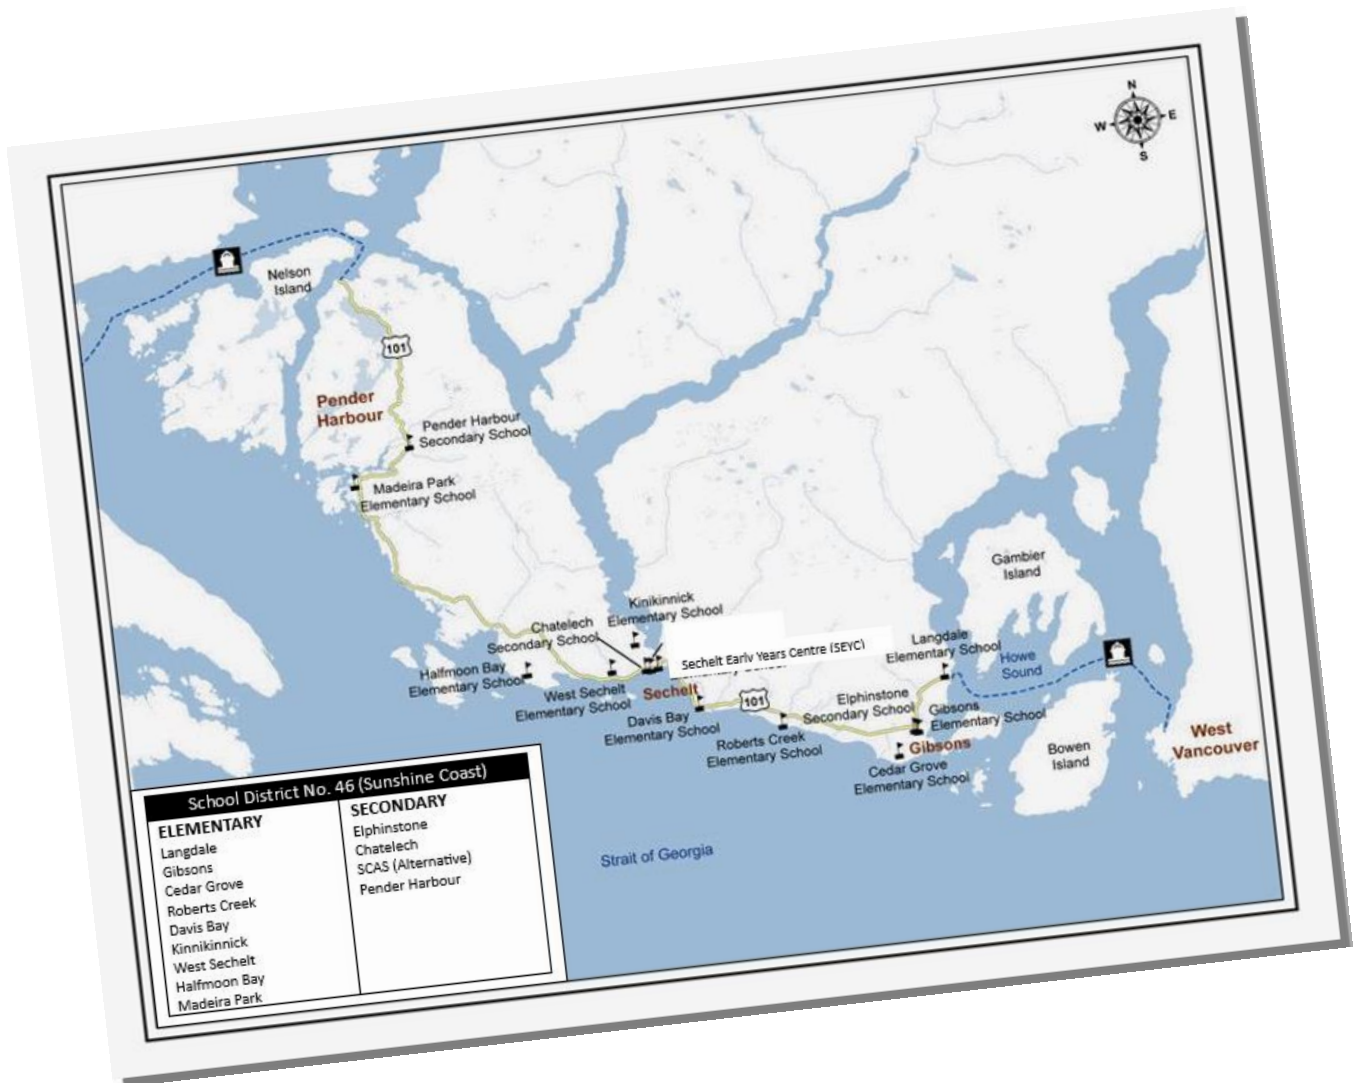 N
W
E
S
Nelson
Island
101
Pender
Harbour
Pender Harbour
Secondary School
Madeira Park
Elementary School
Gambier
Island
Kinikinnick
Elementary School
Chatelech
Secondary School
Sechelt Early Years Centre (SEYC)
Langdale
Elementary School
Howe
Sound
Halfmoon Bay
Elementary School
West Sechelt
Elementary School
Sechelt
101
Davis Bay
Elementary School
Elphinstone
Secondary School
Gibsons
Elementary School
Roberts Creek
Elementary School
Gibsons
Cedar Grove
Elementary School
Bowen
Island
West
Vancouver
Strait of Georgia
School District No. 46 (Sunshine Coast)
ELEMENTARY
Langdale
Gibsons
Cedar Grove
Roberts Creek
Davis Bay
Kinnikinnick
West Sechelt
Halfmoon Bay
Madeira Park
SECONDARY
Elphinstone
Chatelech
SCAS (Alternative)
Pender Harbour